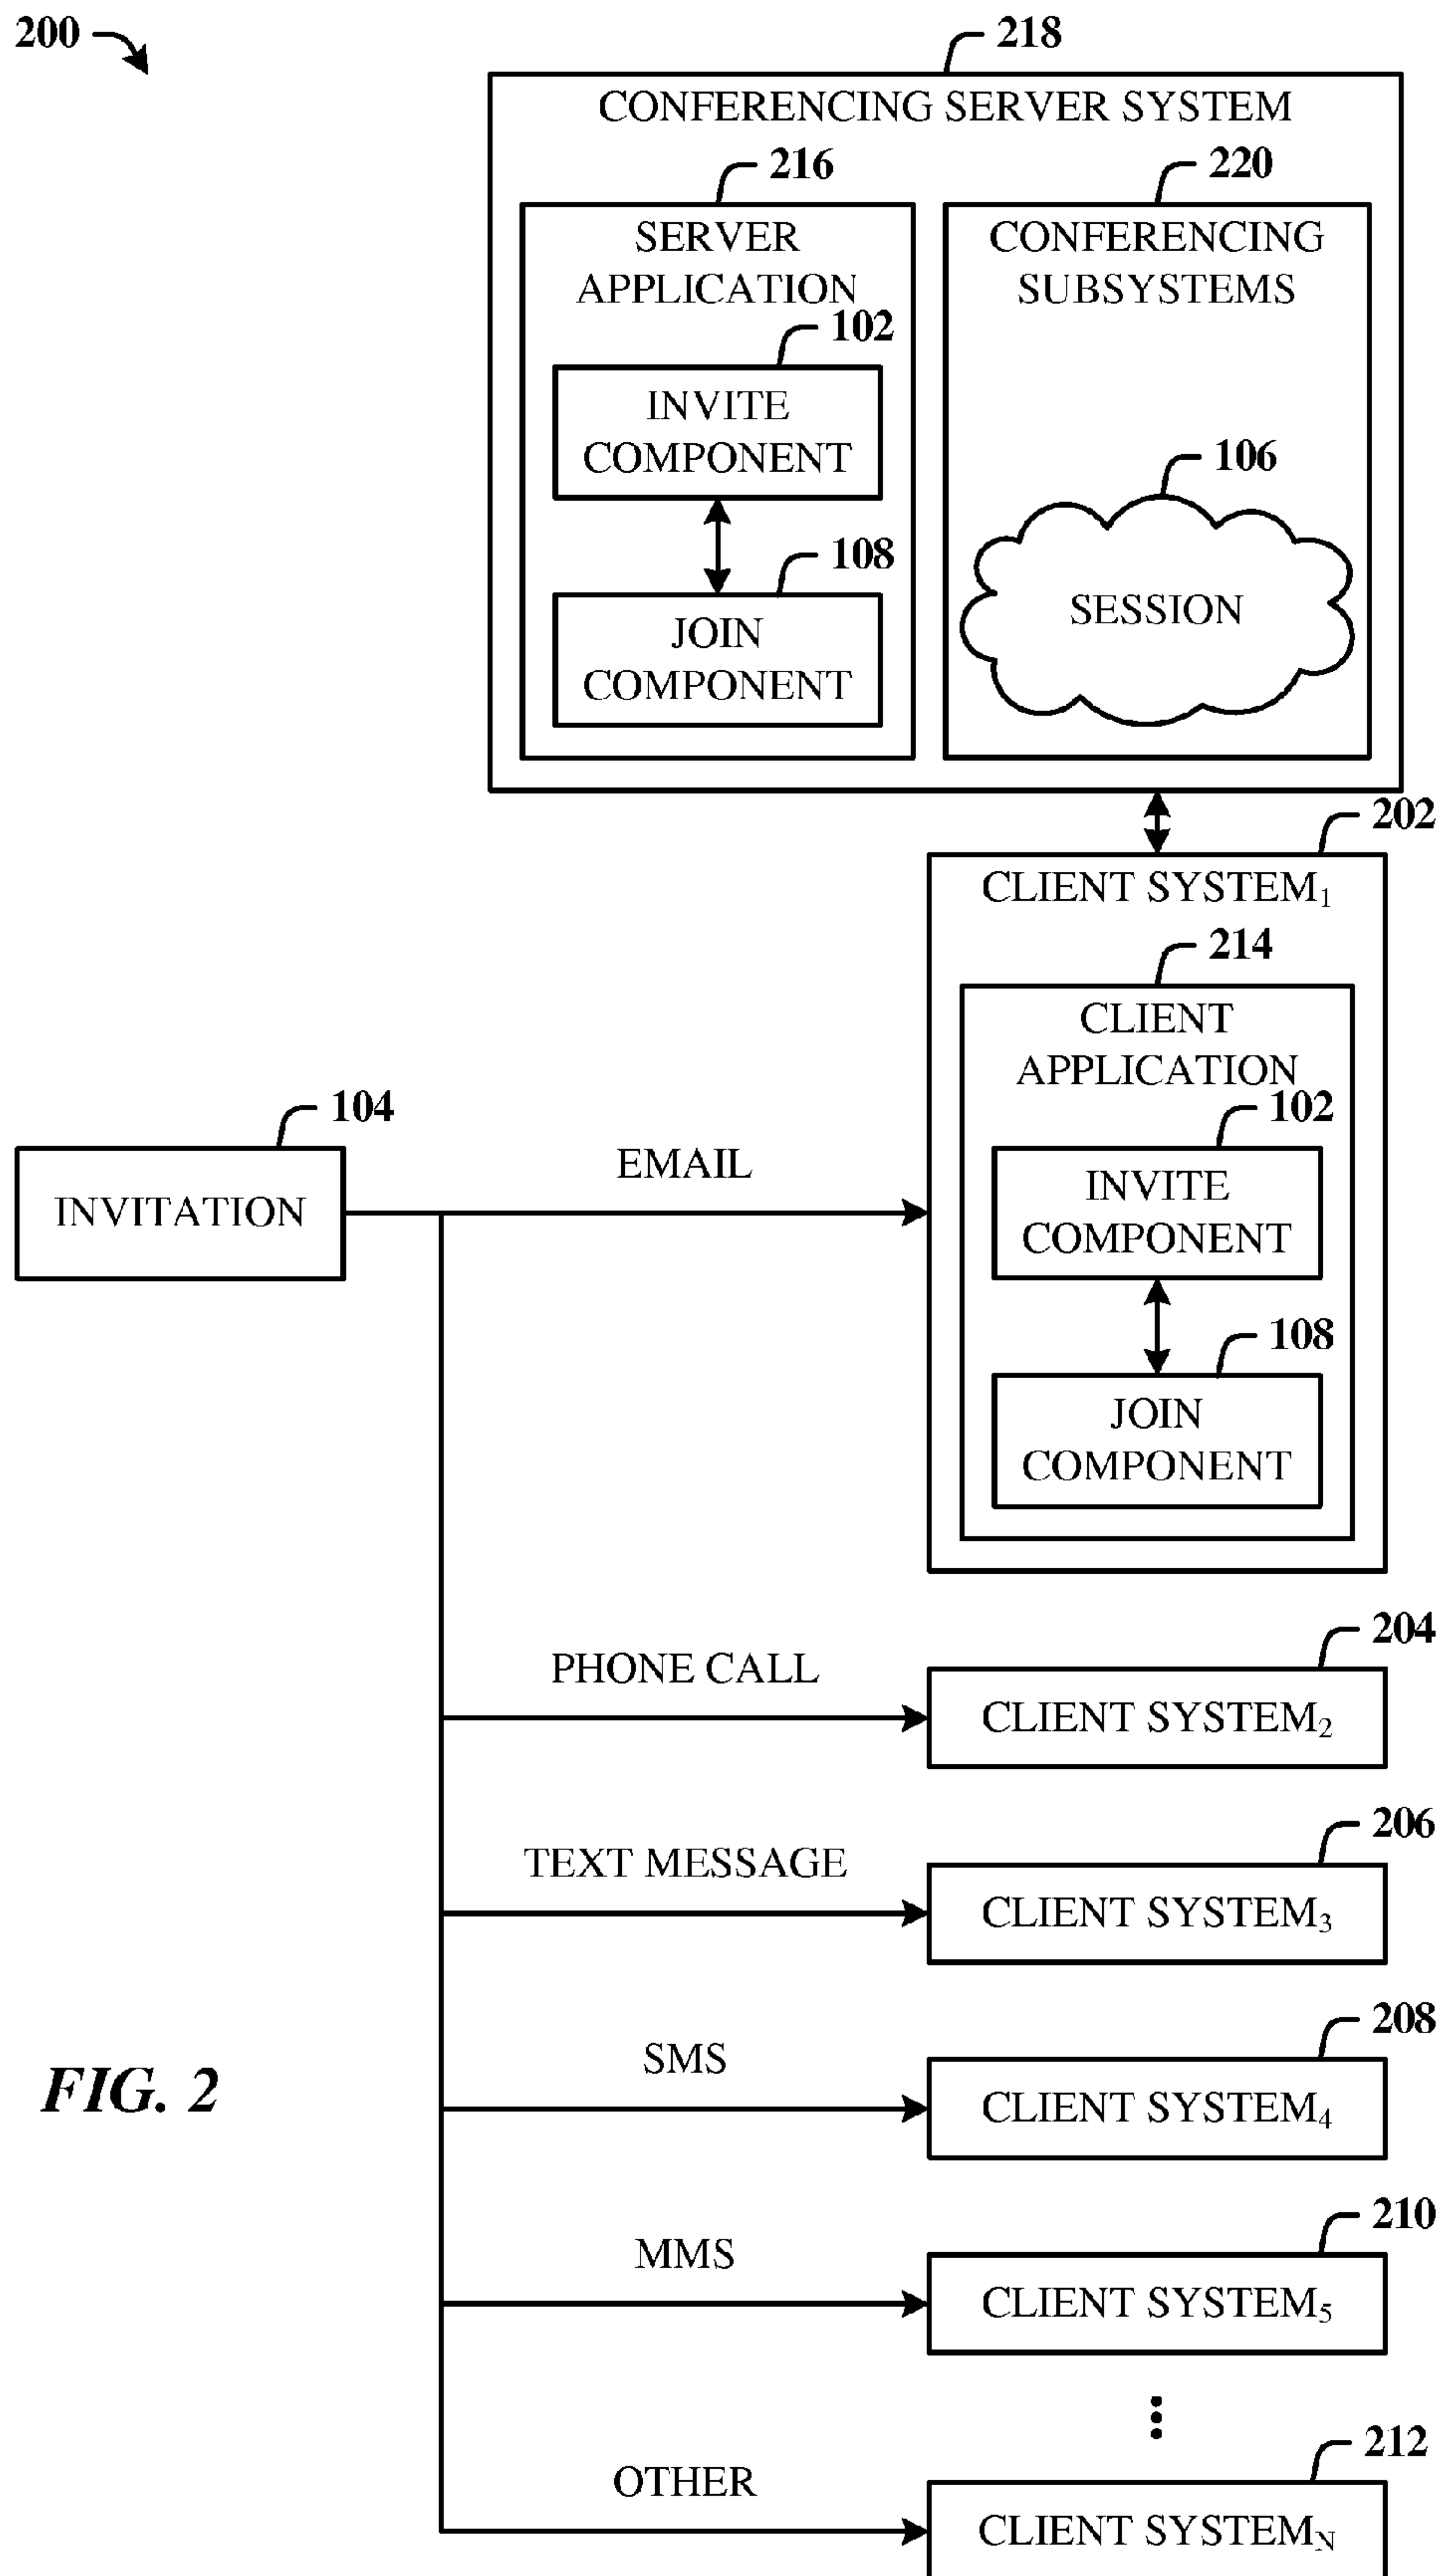 200
218
CONFERENCING SERVER SYSTEM
216
220
SERVER
APPLICATION
CONFERENCING
SUBSYSTEMS
102
INVITE
COMPONENT
106
SESSION
108
JOIN
COMPONENT
202
CLIENT SYSTEM1
214
CLIENT
APPLICATION
102
INVITE
COMPONENT
104
INVITATION
EMAIL
108
JOIN
COMPONENT
204
PHONE CALL
CLIENT SYSTEM2
206
TEXT MESSAGE
CLIENT SYSTEM3
208
SMS
CLIENT SYSTEM4
FIG. 2
210
MMS
CLIENT SYSTEM5
212
OTHER
CLIENT SYSTEMN